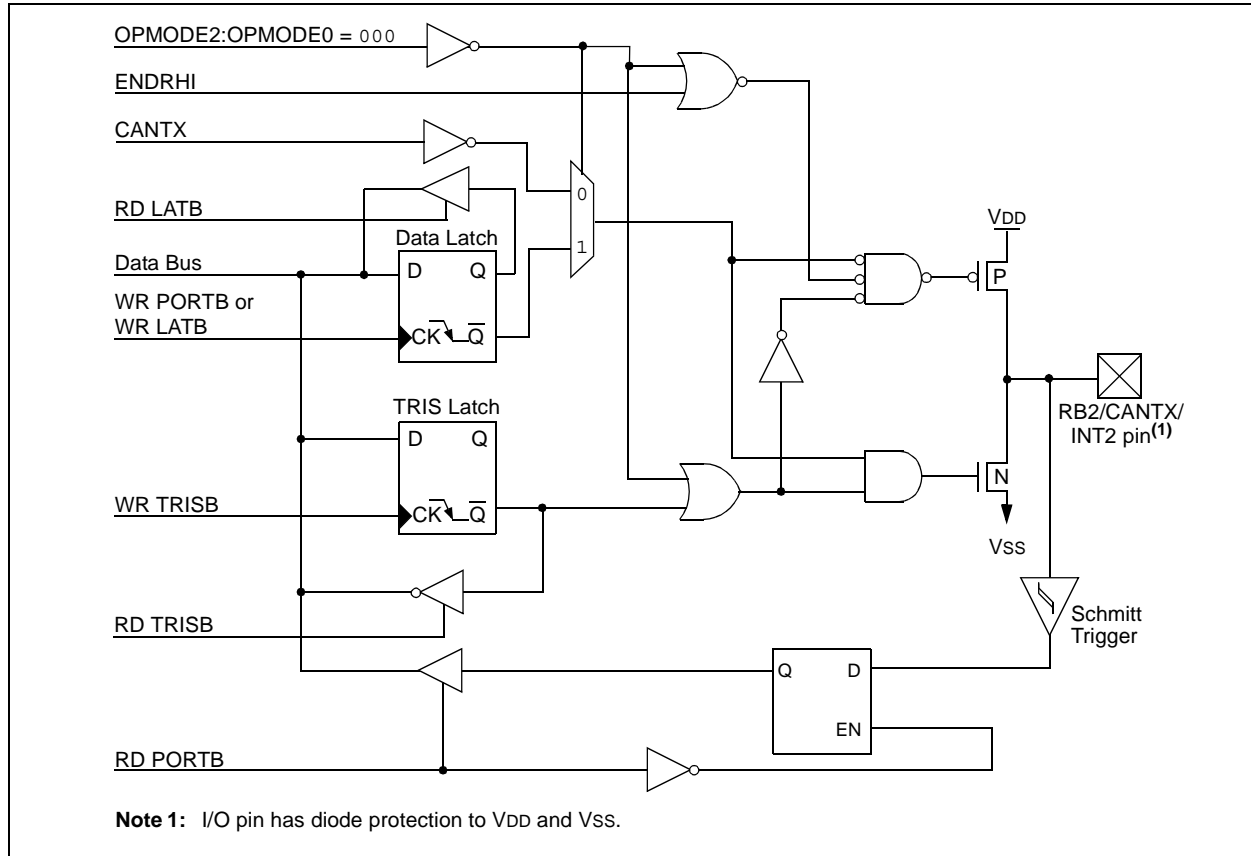 OPMODE2:OPMODE0 = 000
ENDRHI
CANTX
0
RD LATB
VDD
Data Latch
1
Data Bus
D Q
P
WR PORTB or
WR LATB
CK Q̅
TRIS Latch
D Q
RB2/CANTX/
INT2 pin(1)
N
WR TRISB
CK Q̅
VSS
Schmitt
Trigger
RD TRISB
Q D
EN
RD PORTB
Note 1: I/O pin has diode protection to VDD and VSS.